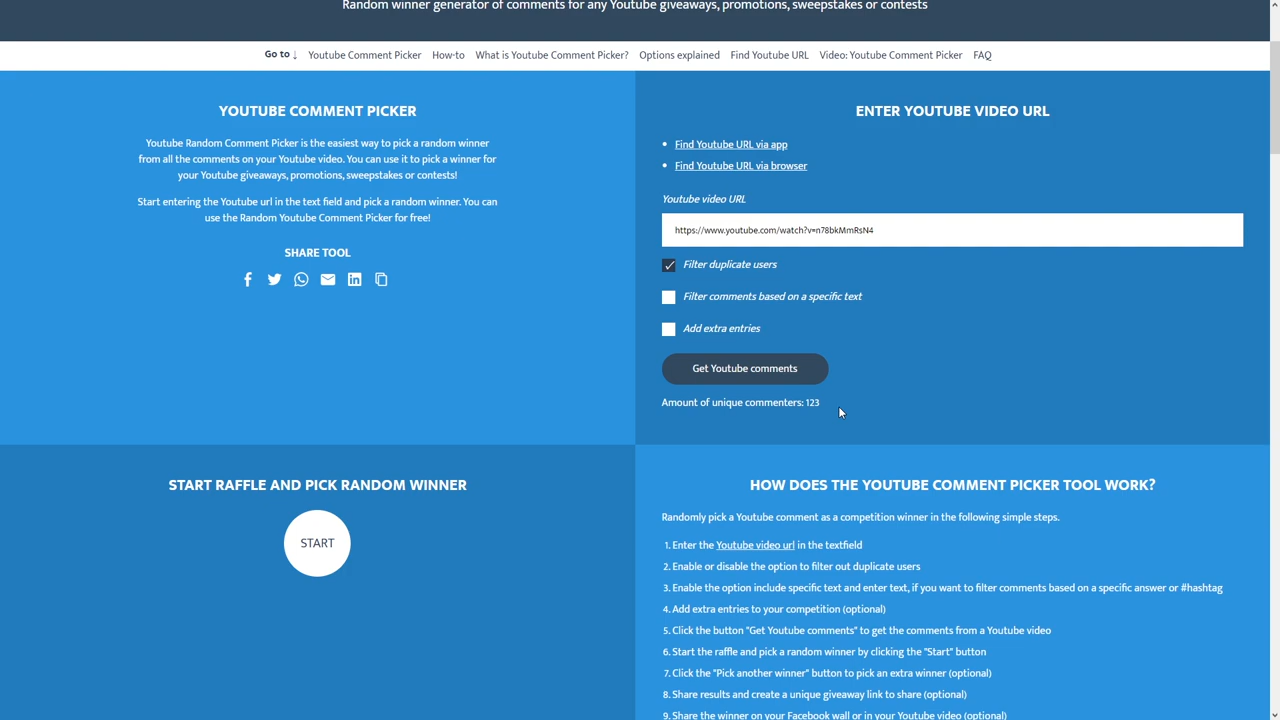 Random winner generator of comments for any Youtube giveaways, promotions, sweepstakes or contests
Go to ↓ Youtube Comment Picker How-to What is Youtube Comment Picker? Options explained Find Youtube URL Video: Youtube Comment Picker FAQ
YOUTUBE COMMENT PICKER
Youtube Random Comment Picker is the easiest way to pick a random winner
from all the comments on your Youtube video. You can use it to pick a winner for
your Youtube giveaways, promotions, sweepstakes or contests!
Start entering the Youtube url in the text field and pick a random winner. You can
use the Random Youtube Comment Picker for free!
SHARE TOOL
ENTER YOUTUBE VIDEO URL
Find Youtube URL via app
Find Youtube URL via browser
Youtube video URL
https://www.youtube.com/watch?v=n78bkMmRsN4
Filter duplicate users
Filter comments based on a specific text
Add extra entries
Get Youtube comments
Amount of unique commenters: 123
START RAFFLE AND PICK RANDOM WINNER
START
HOW DOES THE YOUTUBE COMMENT PICKER TOOL WORK?
Randomly pick a Youtube comment as a competition winner in the following simple steps.
1. Enter the Youtube video url in the textfield
2. Enable or disable the option to filter out duplicate users
3. Enable the option include specific text and enter text, if you want to filter comments based on a specific answer or #hashtag
4. Add extra entries to your competition (optional)
5. Click the button "Get Youtube comments" to get the comments from a Youtube video
6. Start the raffle and pick a random winner by clicking the "Start" button
7. Click the "Pick another winner" button to pick an extra winner (optional)
8. Share results and create a unique giveaway link to share (optional)
9. Share the winner on your Facebook wall or in your Youtube video (optional)